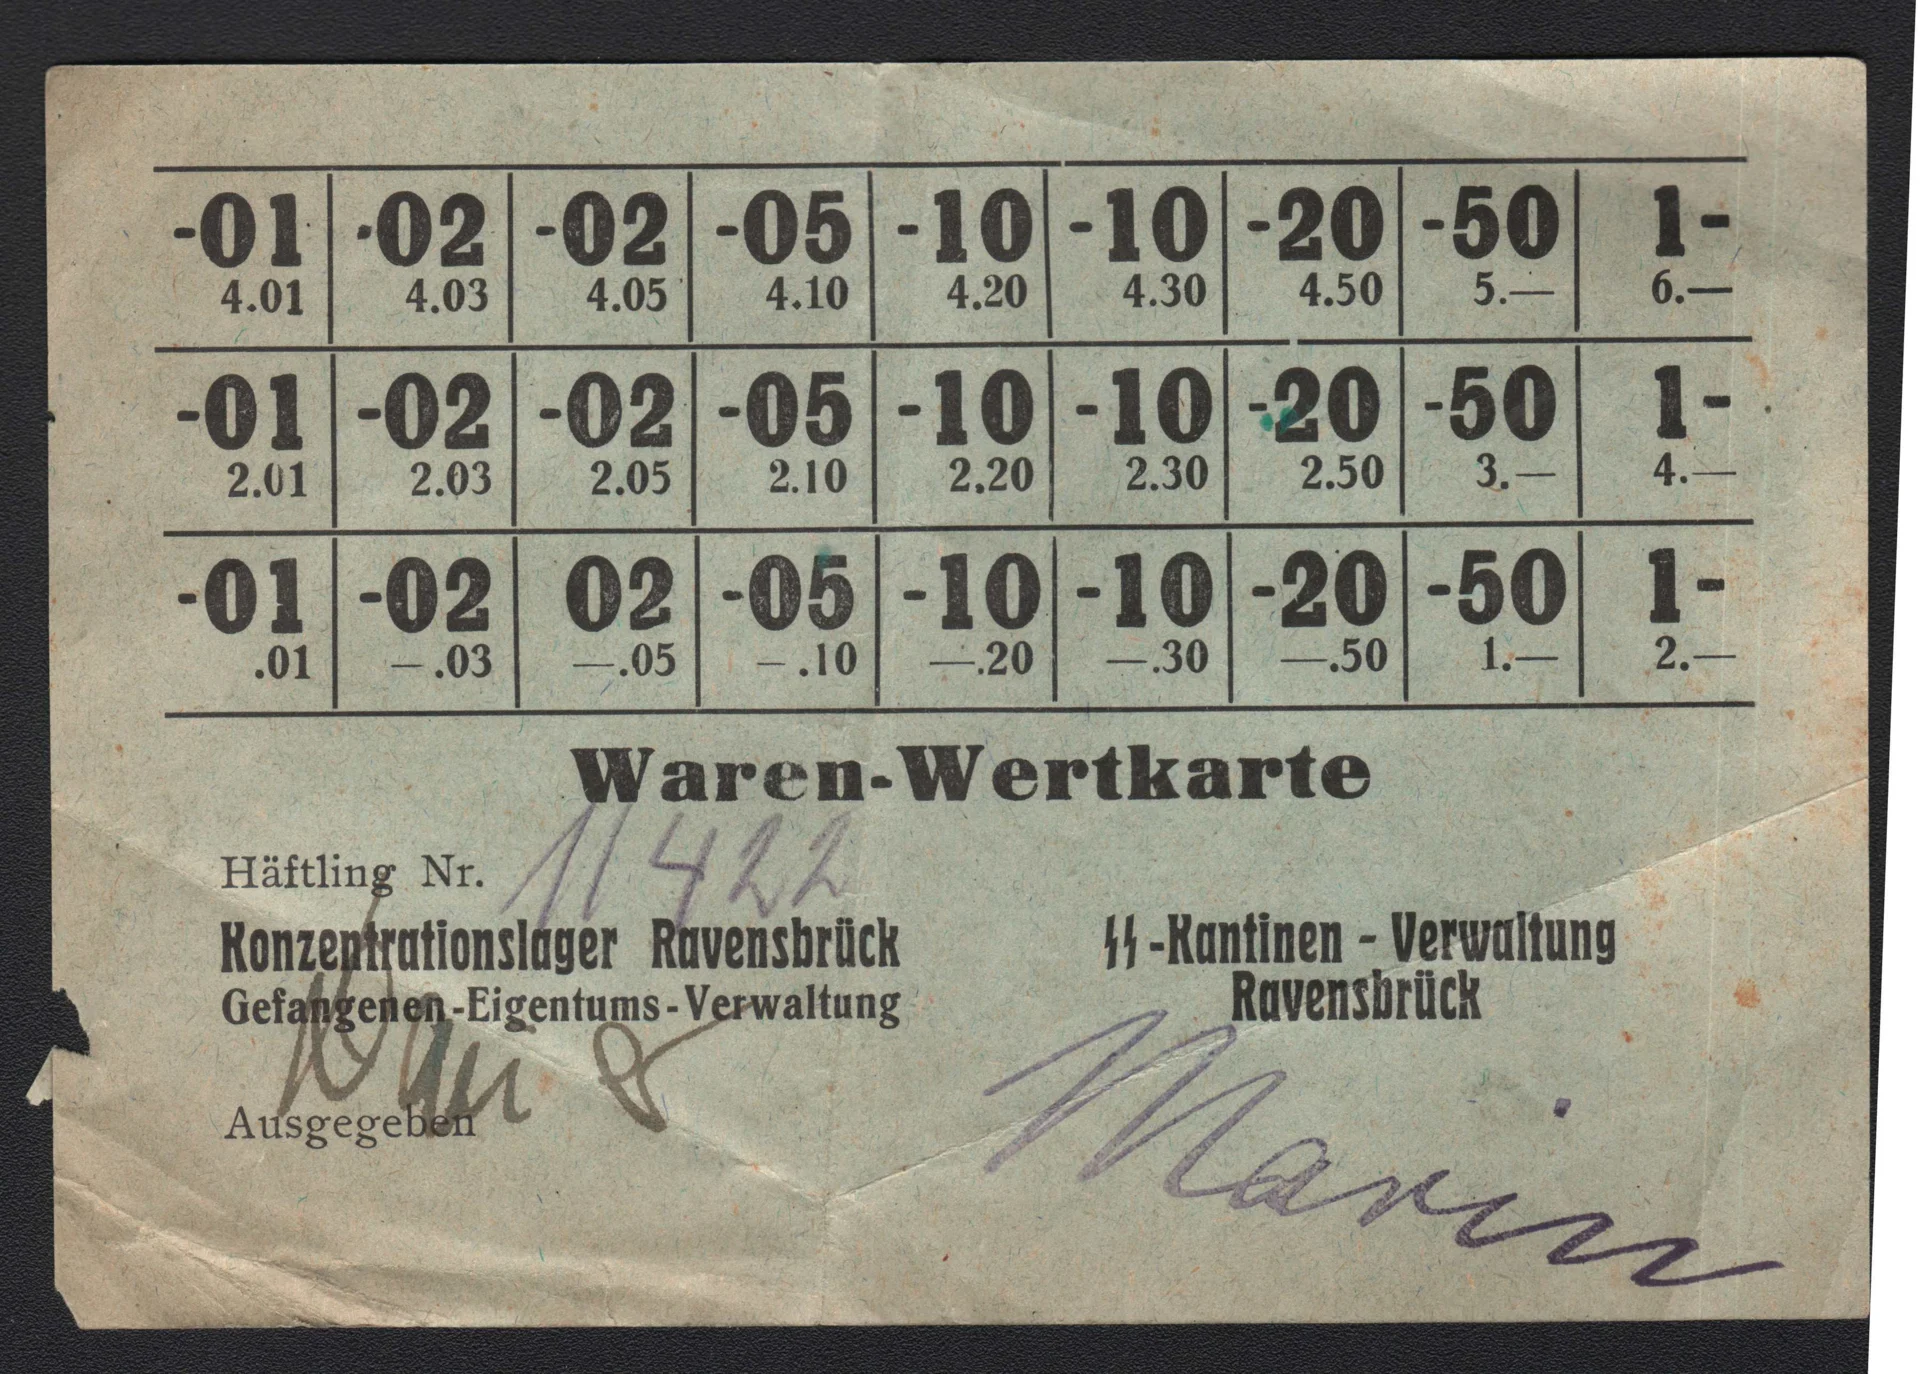 -01 -02 -02 -05 -10 -10 -20 -50 1-
4.01 4.03 4.05 4.10 4.20 4.30 4.50 5.— 6.—
-01 -02 -02 -05 -10 -10 -20 -50 1-
2.01 2.03 2.05 2.10 2.20 2.30 2.50 3.— 4.—
-01 -02 02 -05 -10 -10 -20 -50 1-
.01 —.03 —.05 —.10 —.20 —.30 —.50 1.— 2.—
Waren-Wertkarte
Häftling Nr. 11422
Konzentrationslager Ravensbrück
Gefangenen-Eigentums-Verwaltung
Ausgegeben
SS-Kantinen - Verwaltung
Ravensbrück